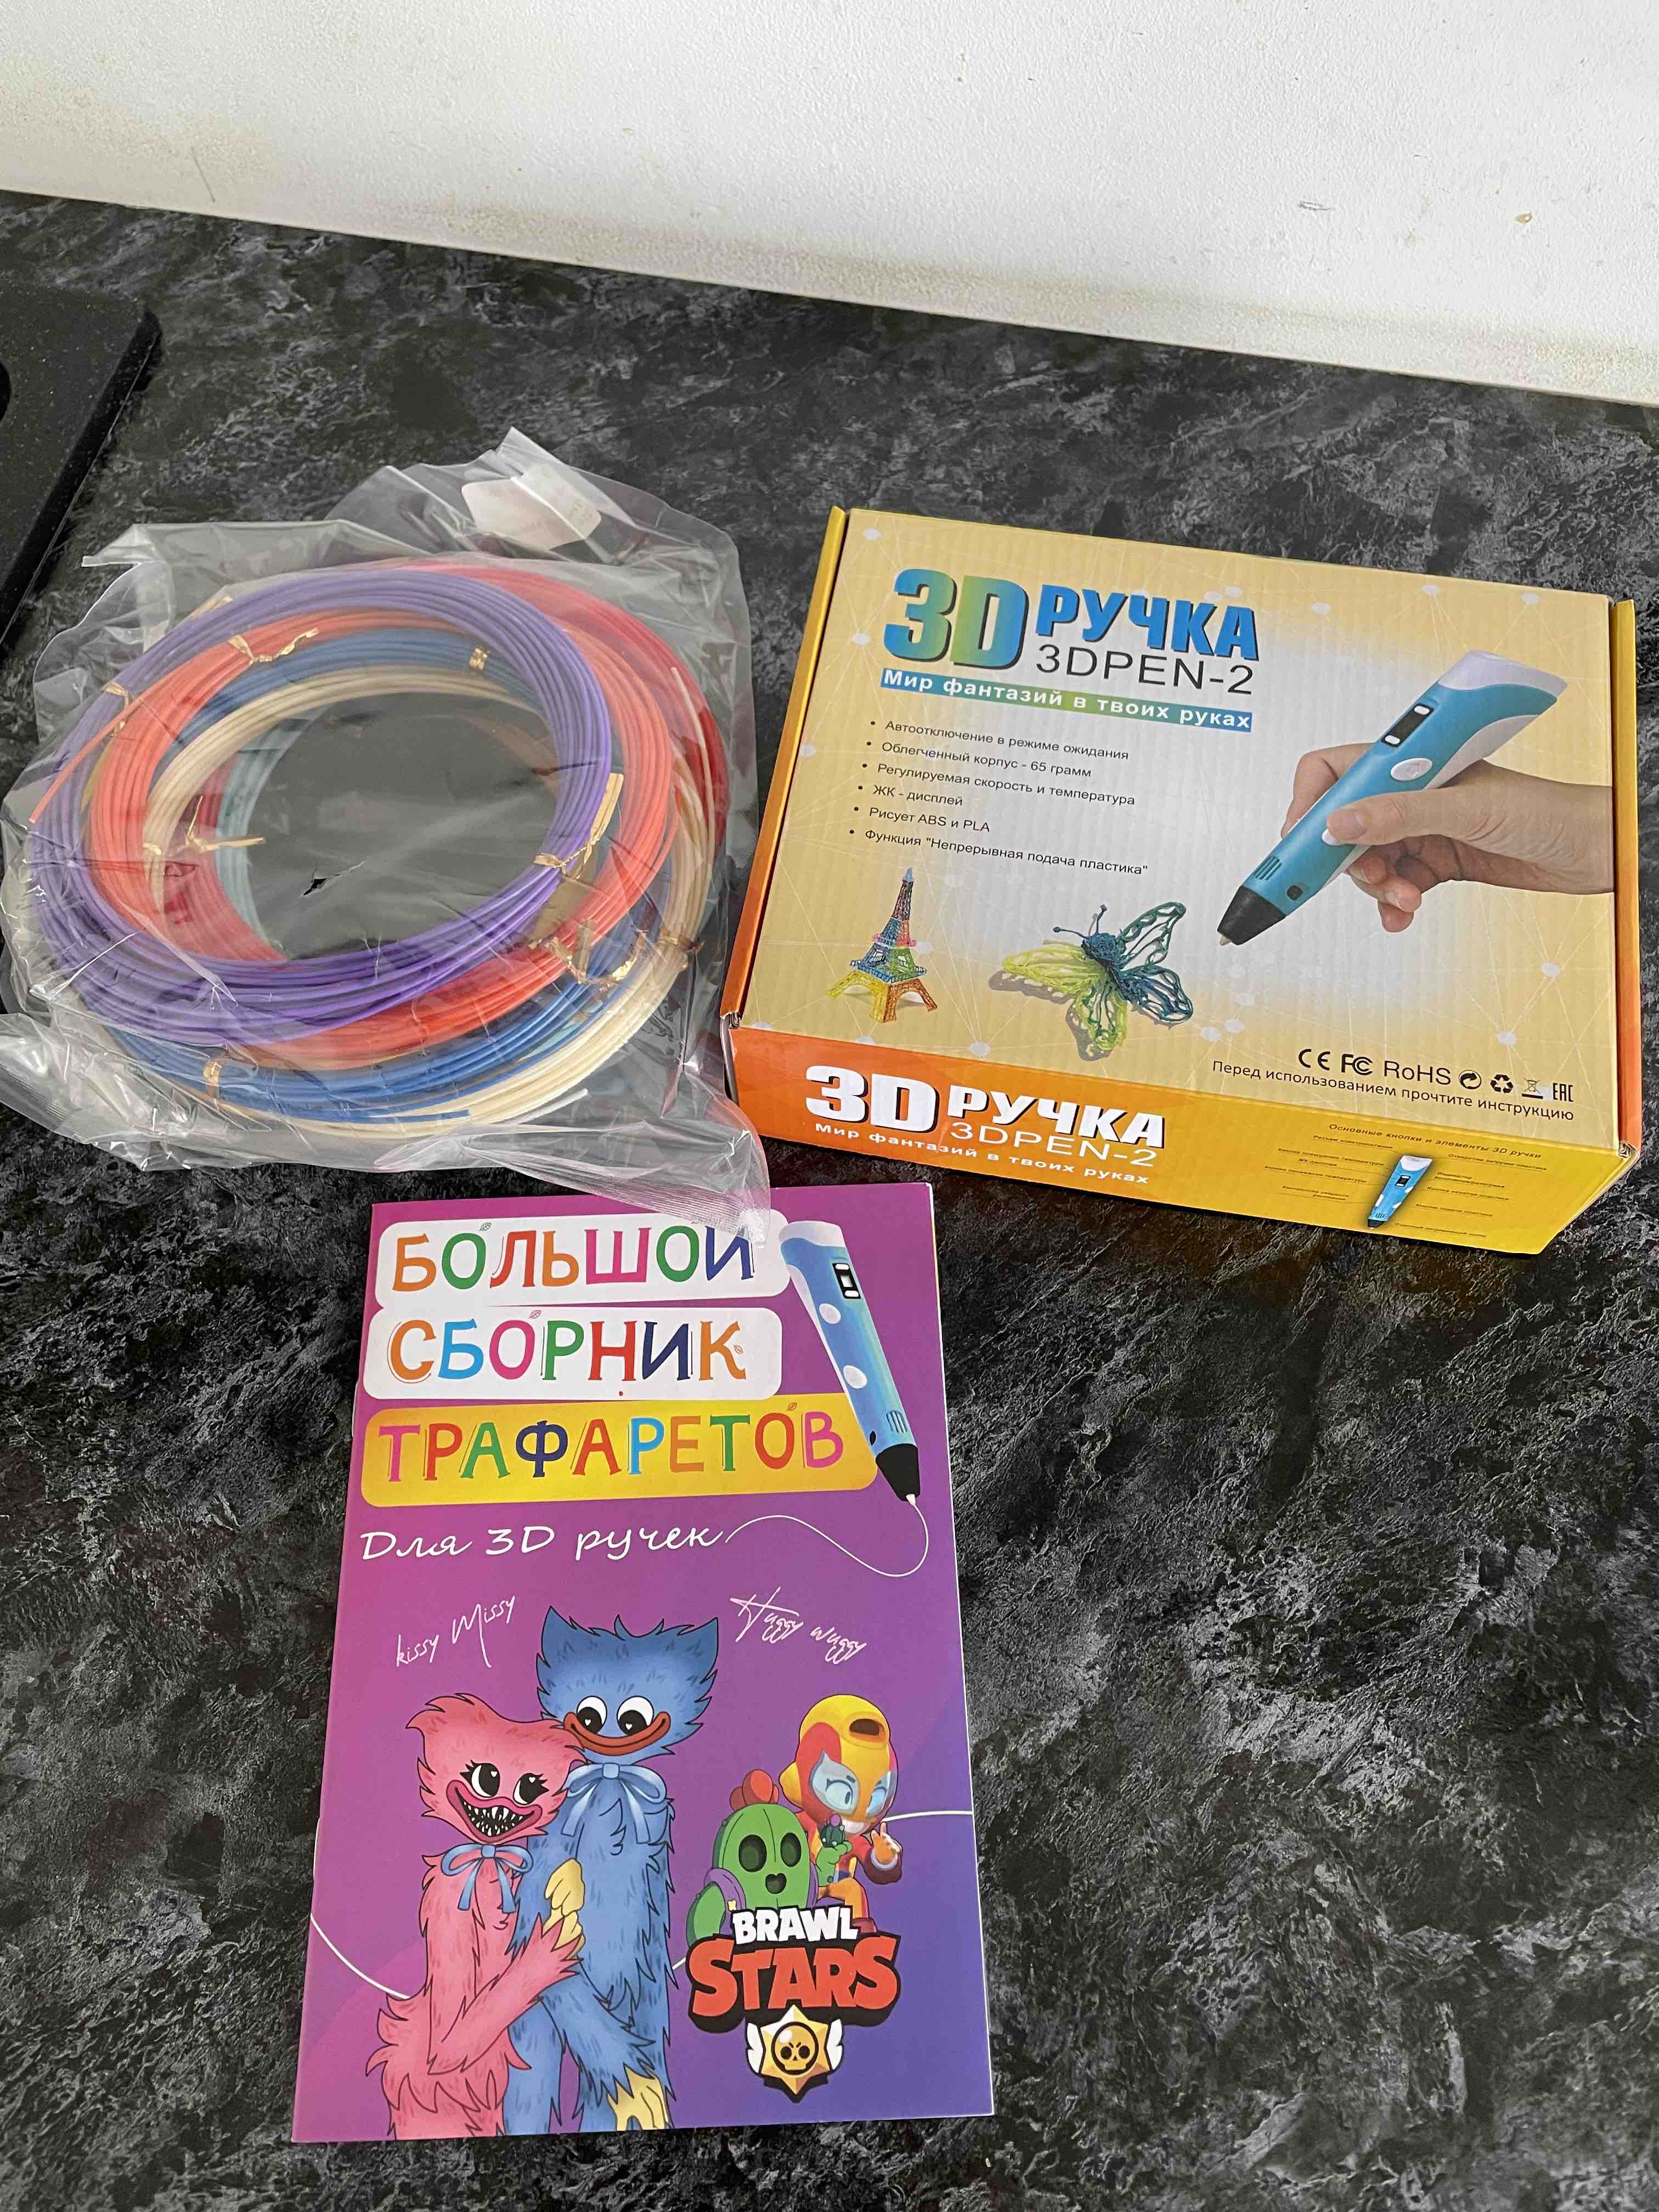 3D РУЧКА
3DPEN-2
Мир фантазий в твоих руках
• Автоотключение в режиме ожидания
• Облегченный корпус - 65 грамм
• Регулируемая скорость и температура
• ЖК - дисплей
• Рисует ABS и PLA
• Функция "Непрерывная подача пластика"
CE FC RoHS EAC
Перед использованием прочтите инструкцию
3D РУЧКА
3DPEN-2
Мир фантазий в твоих руках
Основные кнопки и элементы 3D ручки
БОЛЬШОЙ
СБОРНИК
ТРАФАРЕТОВ
Для 3D ручек
kissy Missy
Huggy wuggy
BRAWL
STARS